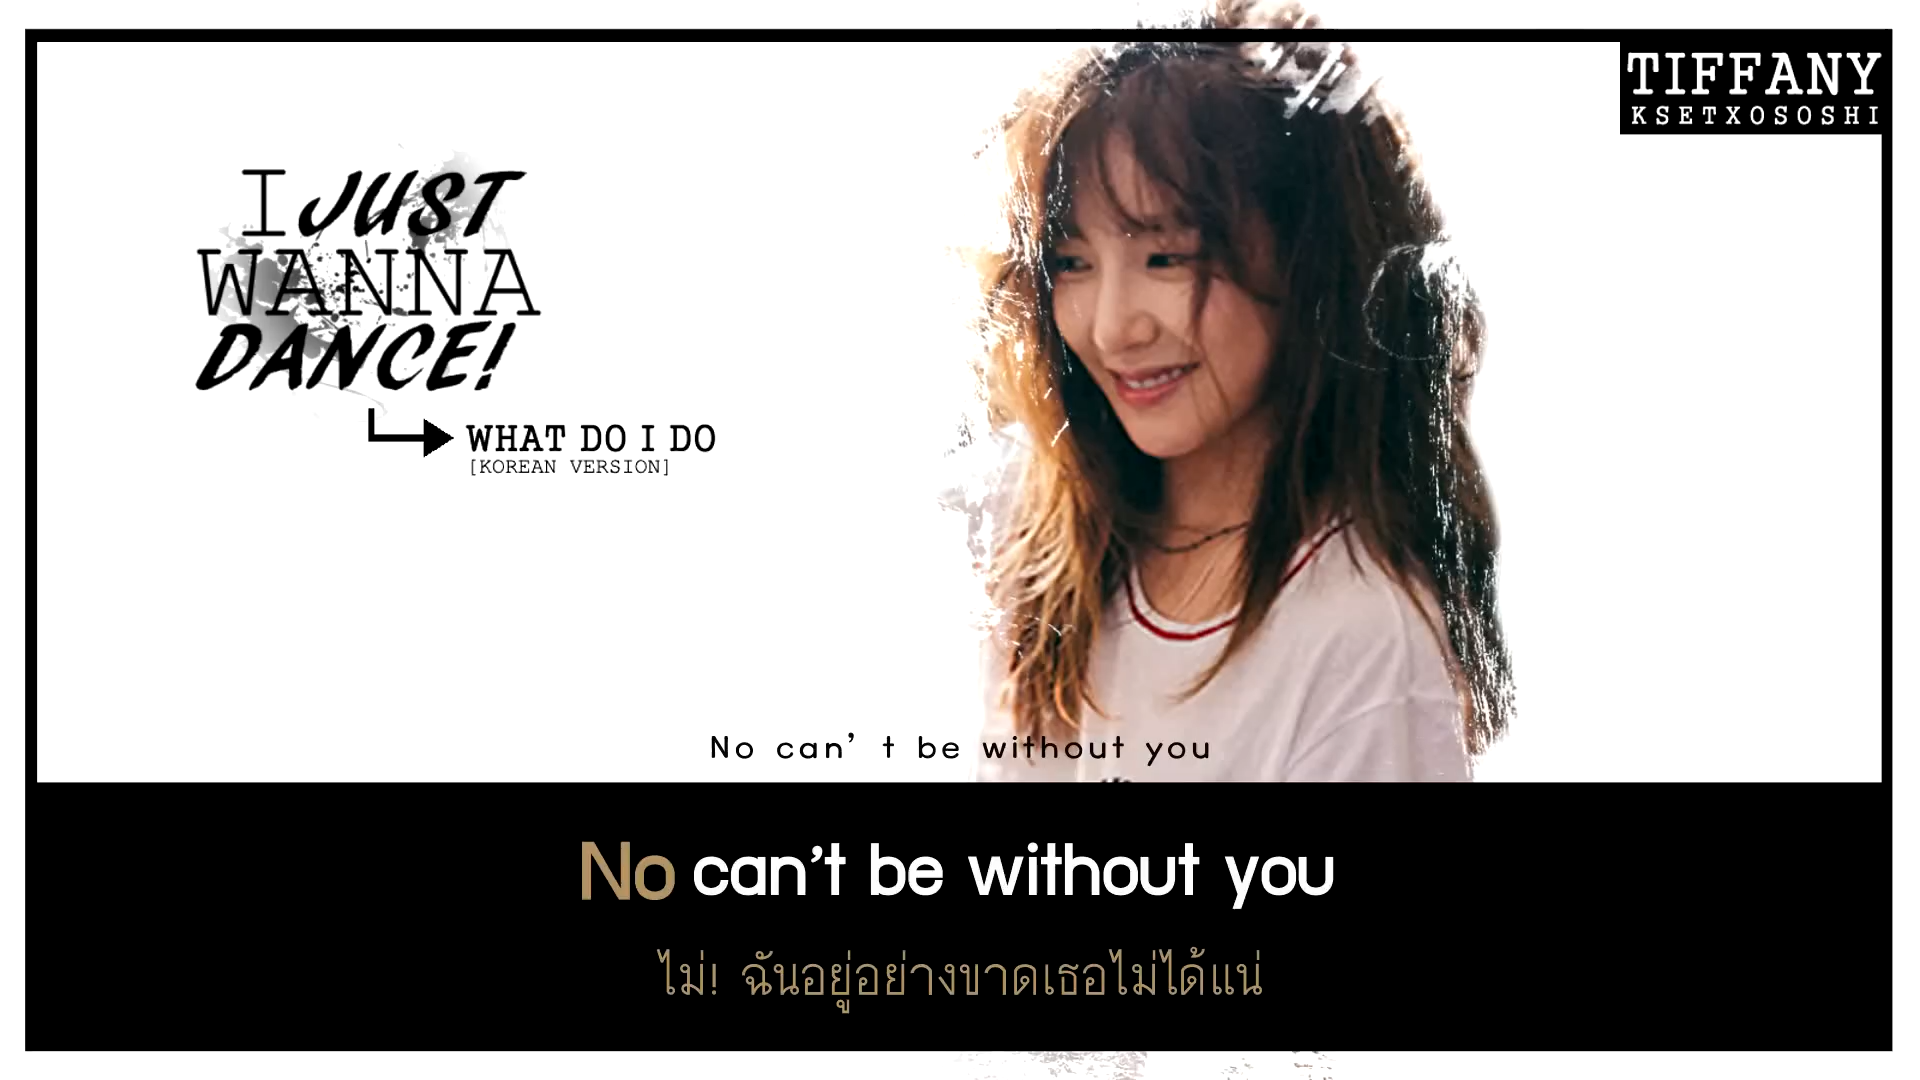 TIFFANY
KSETXOSOSHI
I JUST
WANNA
DANCE!
WHAT DO I DO
[KOREAN VERSION]
No can't be without you
No can't be without you
ไม่! ฉันอยู่อย่างขาดเธอไม่ได้แน่